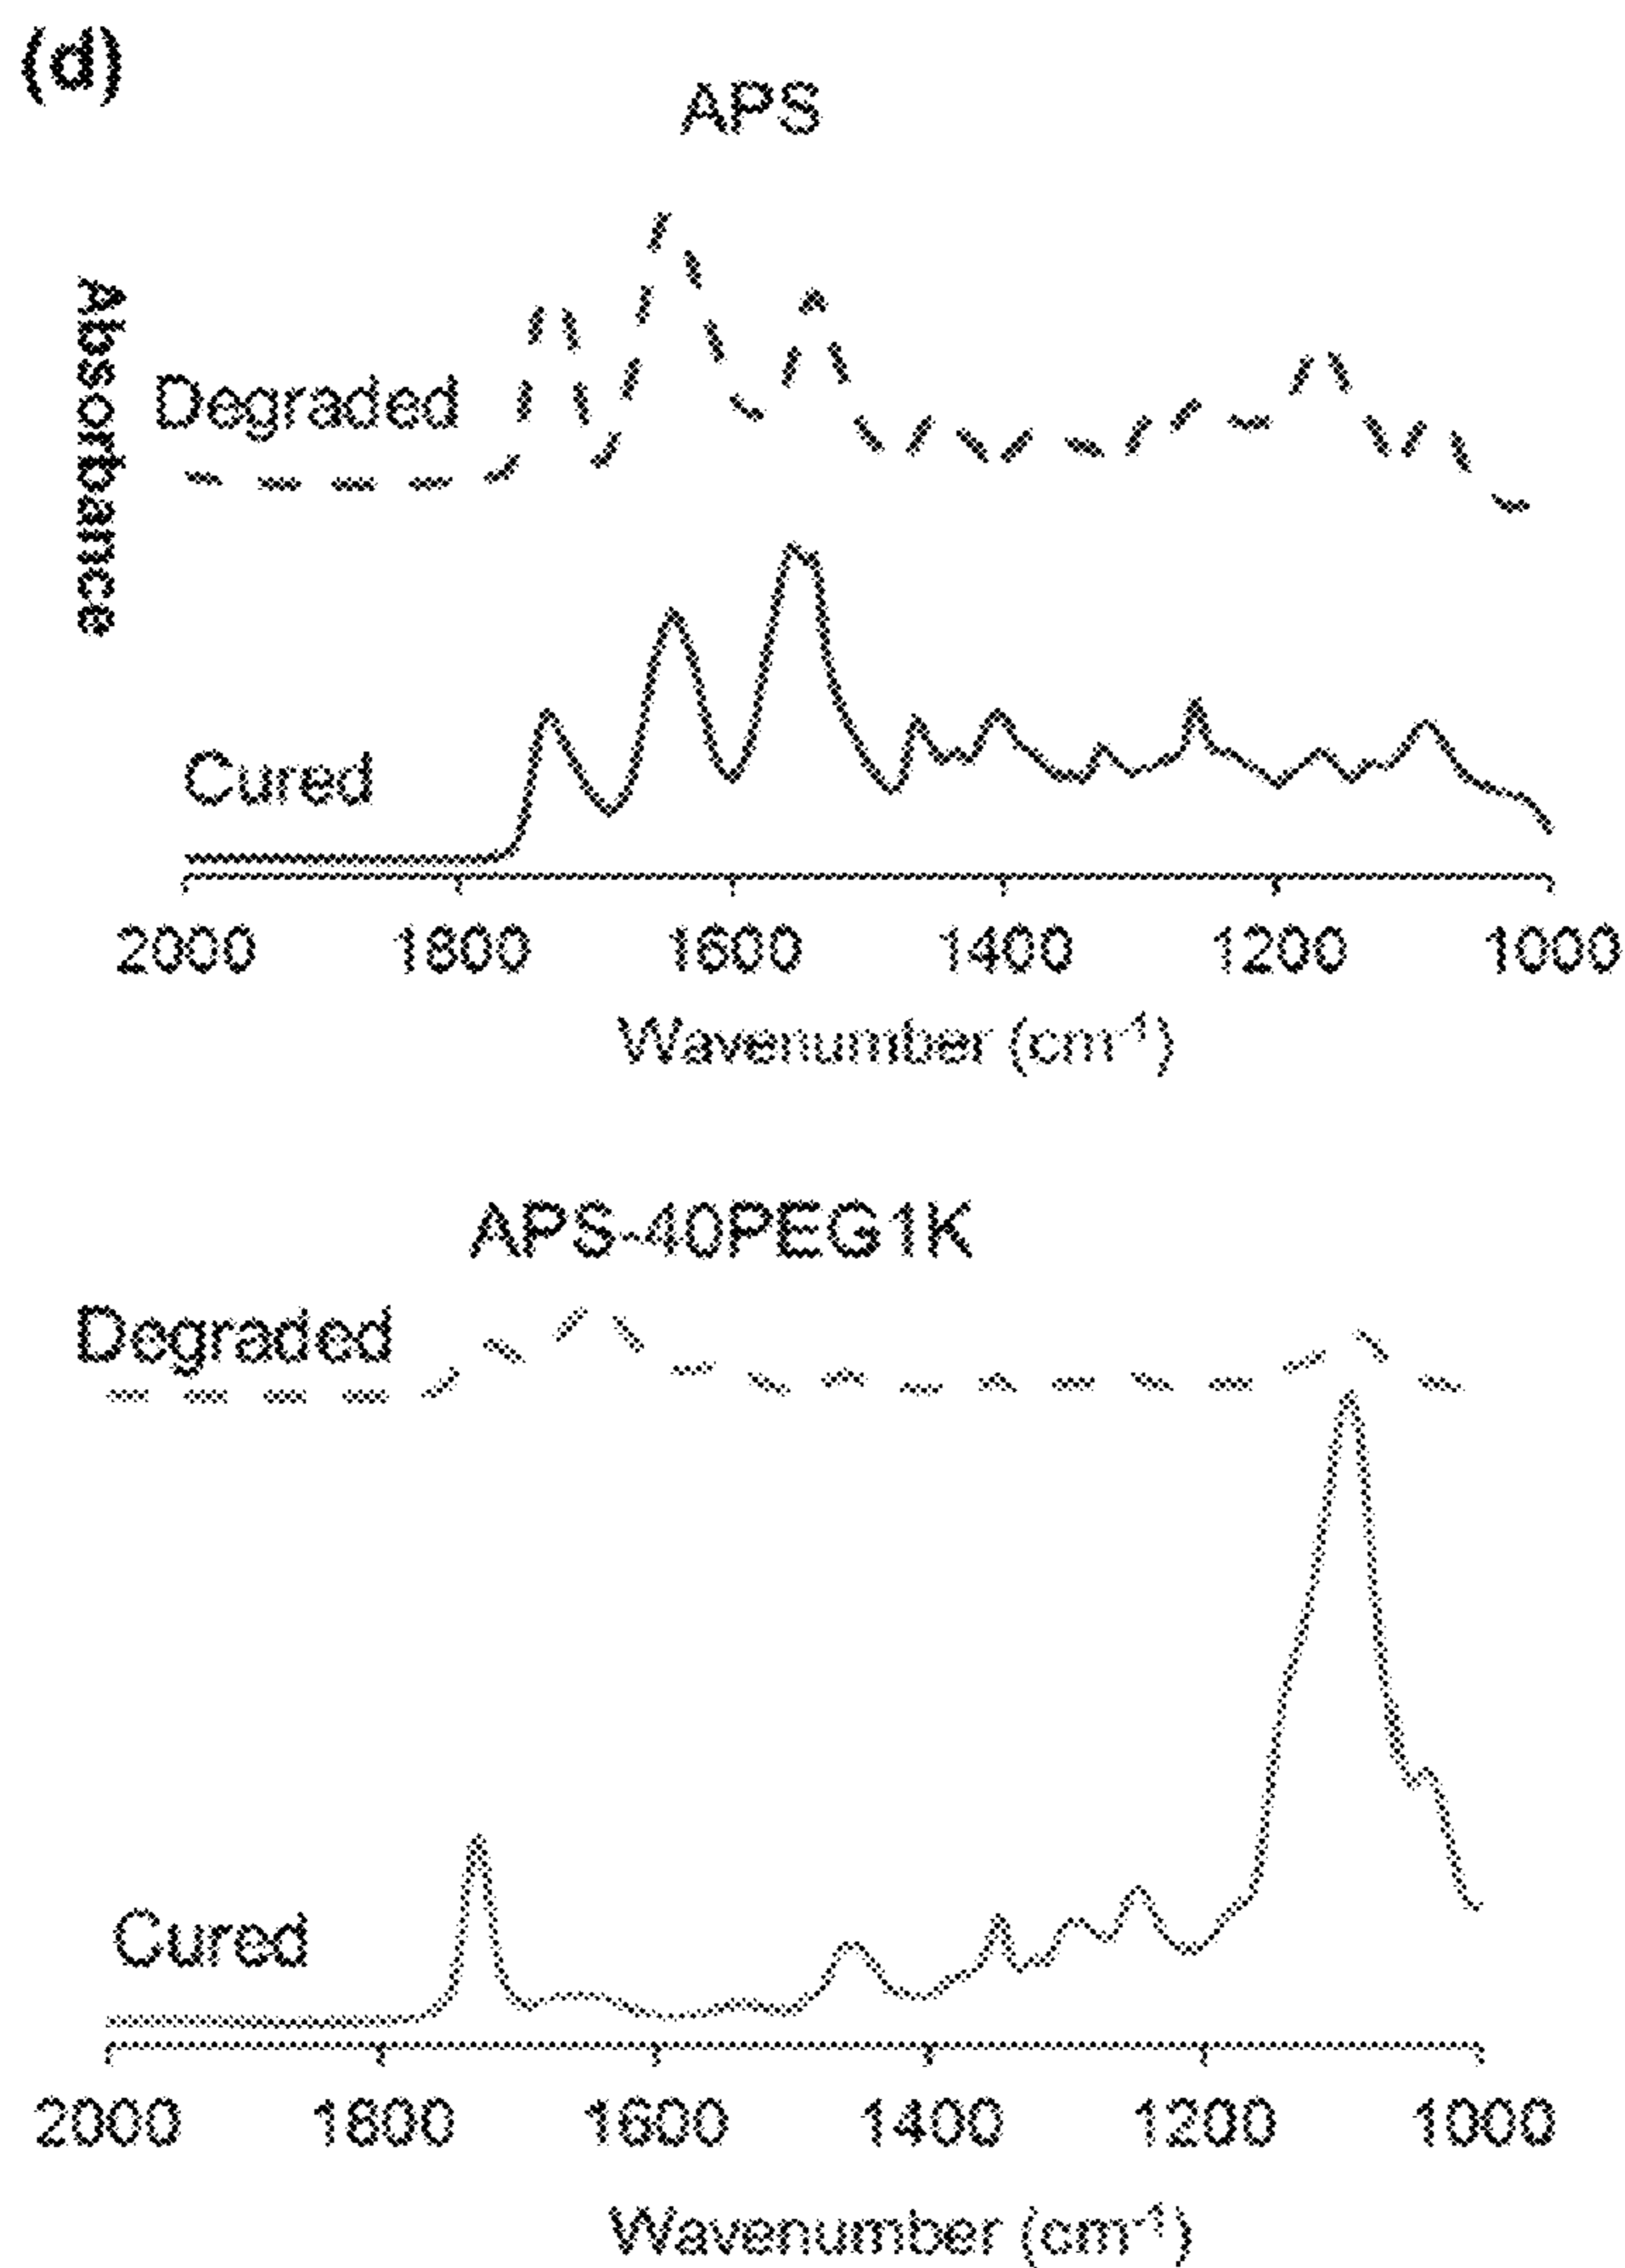 (d)
APS
Absorbance
Degraded
Cured
2000 1800 1600 1400 1200 1000
Wavenumber (cm⁻¹)
APS-40PEG1K
Degraded
Cured
2000 1800 1600 1400 1200 1000
Wavenumber (cm⁻¹)